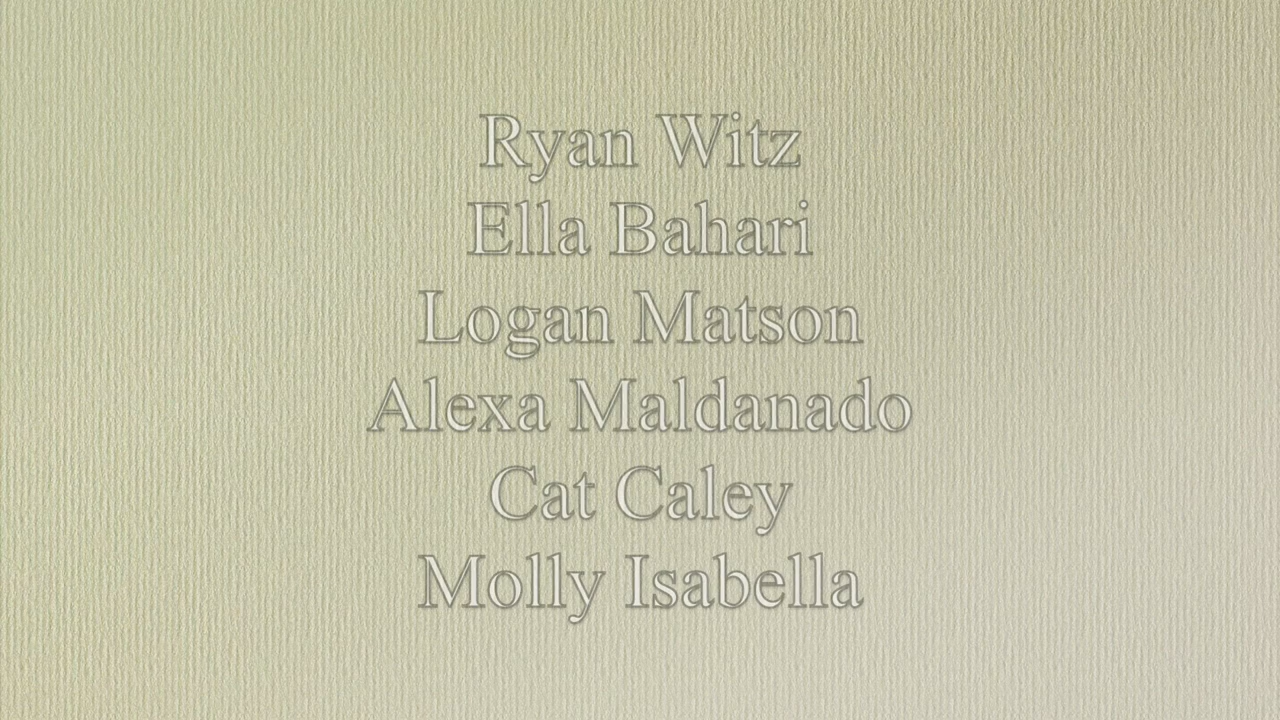 Ryan Witz
Ella Bahari
Logan Matson
Alexa Maldanado
Cat Caley
Molly Isabella